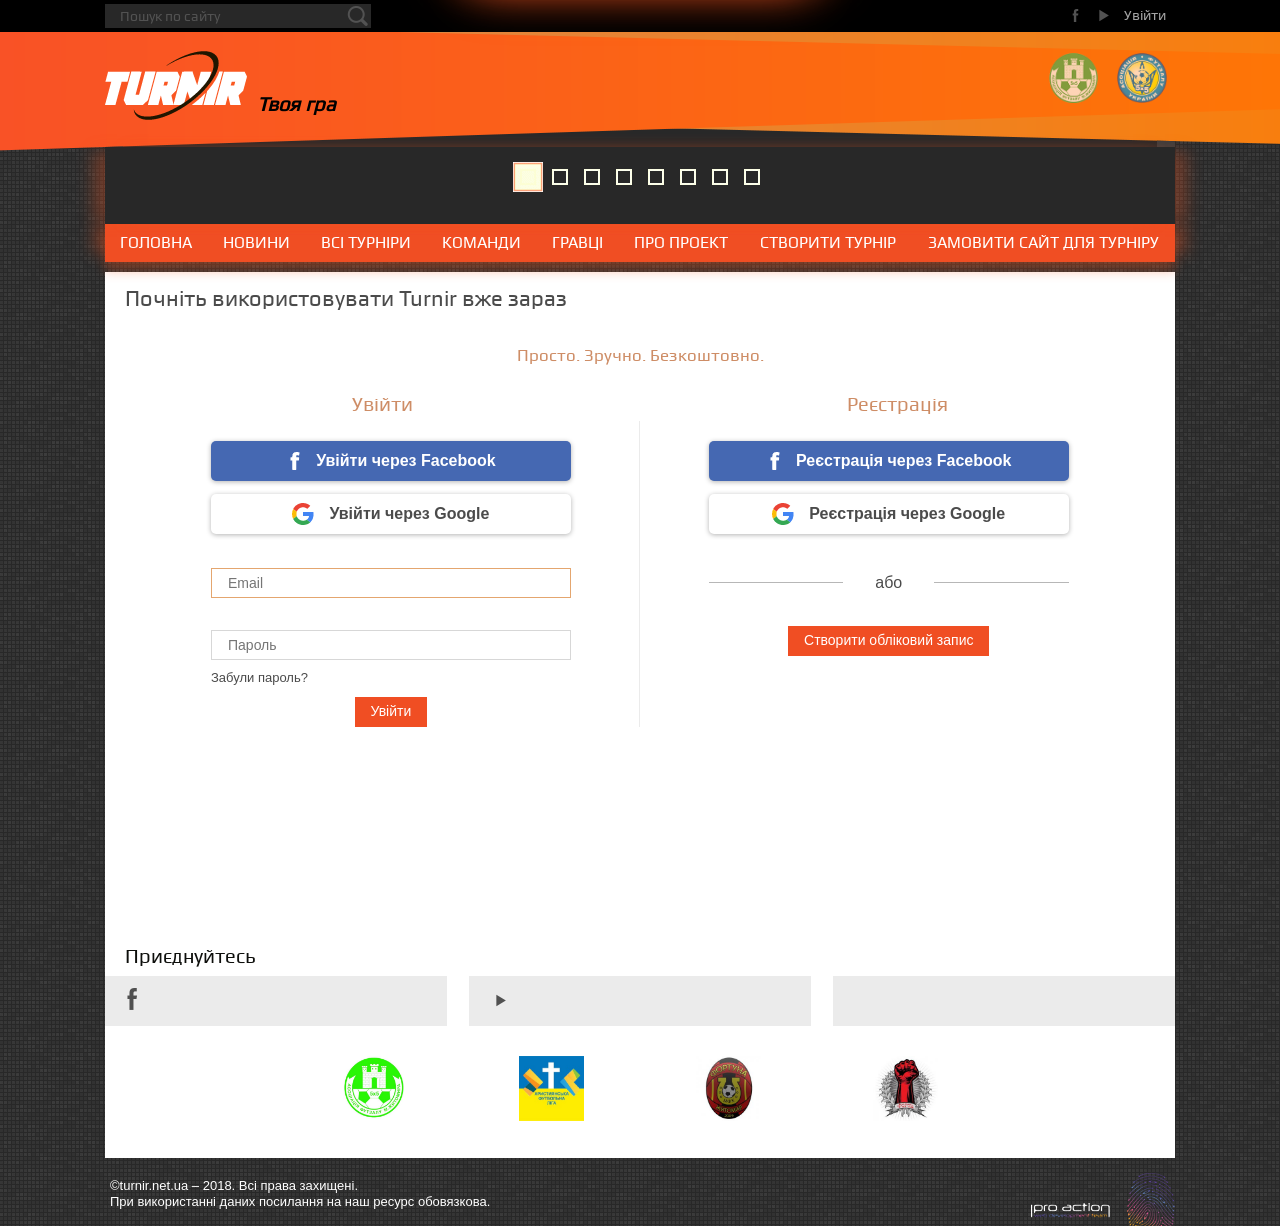 Пошук по сайту
Увійти
TURNIR
Твоя гра
ГОЛОВНА НОВИНИ ВСІ ТУРНІРИ КОМАНДИ ГРАВЦІ ПРО ПРОЕКТ СТВОРИТИ ТУРНІР ЗАМОВИТИ САЙТ ДЛЯ ТУРНІРУ
Почніть використовувати Turnir вже зараз
Просто. Зручно. Безкоштовно.
Увійти
Увійти через Facebook
Увійти через Google
Email
Пароль
Забули пароль?
Увійти
Реєстрація
Реєстрація через Facebook
Реєстрація через Google
або
Створити обліковий запис
Приєднуйтесь
ХРИСТИЯНСЬКА
ФУТБОЛЬНА
ЛІГА
©turnir.net.ua – 2018. Всі права захищені.
При використанні даних посилання на наш ресурс обовязкова.
pro action